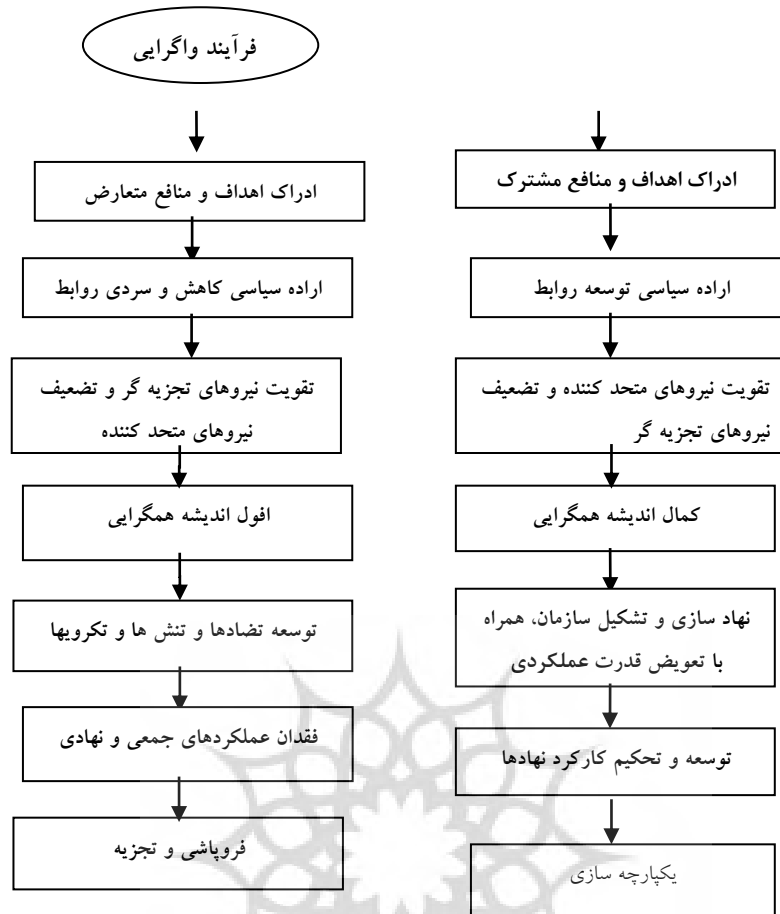 فرآیند واگرایی
ادراک اهداف و منافع مشترک
اراده سیاسی توسعه روابط
تقویت نیروهای متحد کننده و تضعیف
نیروهای تجزیه گر
کمال اندیشه همگرایی
نهاد سازی و تشکیل سازمان، همراه
با تعویض قدرت عملکردی
توسعه و تحکیم کارکرد نهادها
یکپارچه سازی
ادراک اهداف و منافع متعارض
اراده سیاسی کاهش و سردی روابط
تقویت نیروهای تجزیه گر و تضعیف
نیروهای متحد کننده
افول اندیشه همگرایی
توسعه تضادها و تنش ها و تکرویها
فقدان عملکردهای جمعی و نهادی
فروپاشی و تجزیه